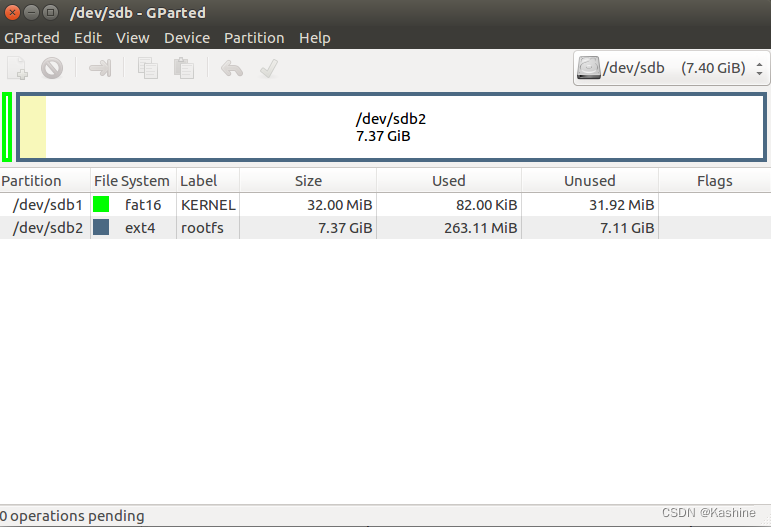 /dev/sdb - GParted
GParted Edit View Device Partition Help
/dev/sdb (7.40 GiB)
/dev/sdb2
7.37 GiB
Partition File System Label Size Used Unused Flags
/dev/sdb1 fat16 KERNEL 32.00 MiB 82.00 KiB 31.92 MiB
/dev/sdb2 ext4 rootfs 7.37 GiB 263.11 MiB 7.11 GiB
0 operations pending
CSDN @Kashine